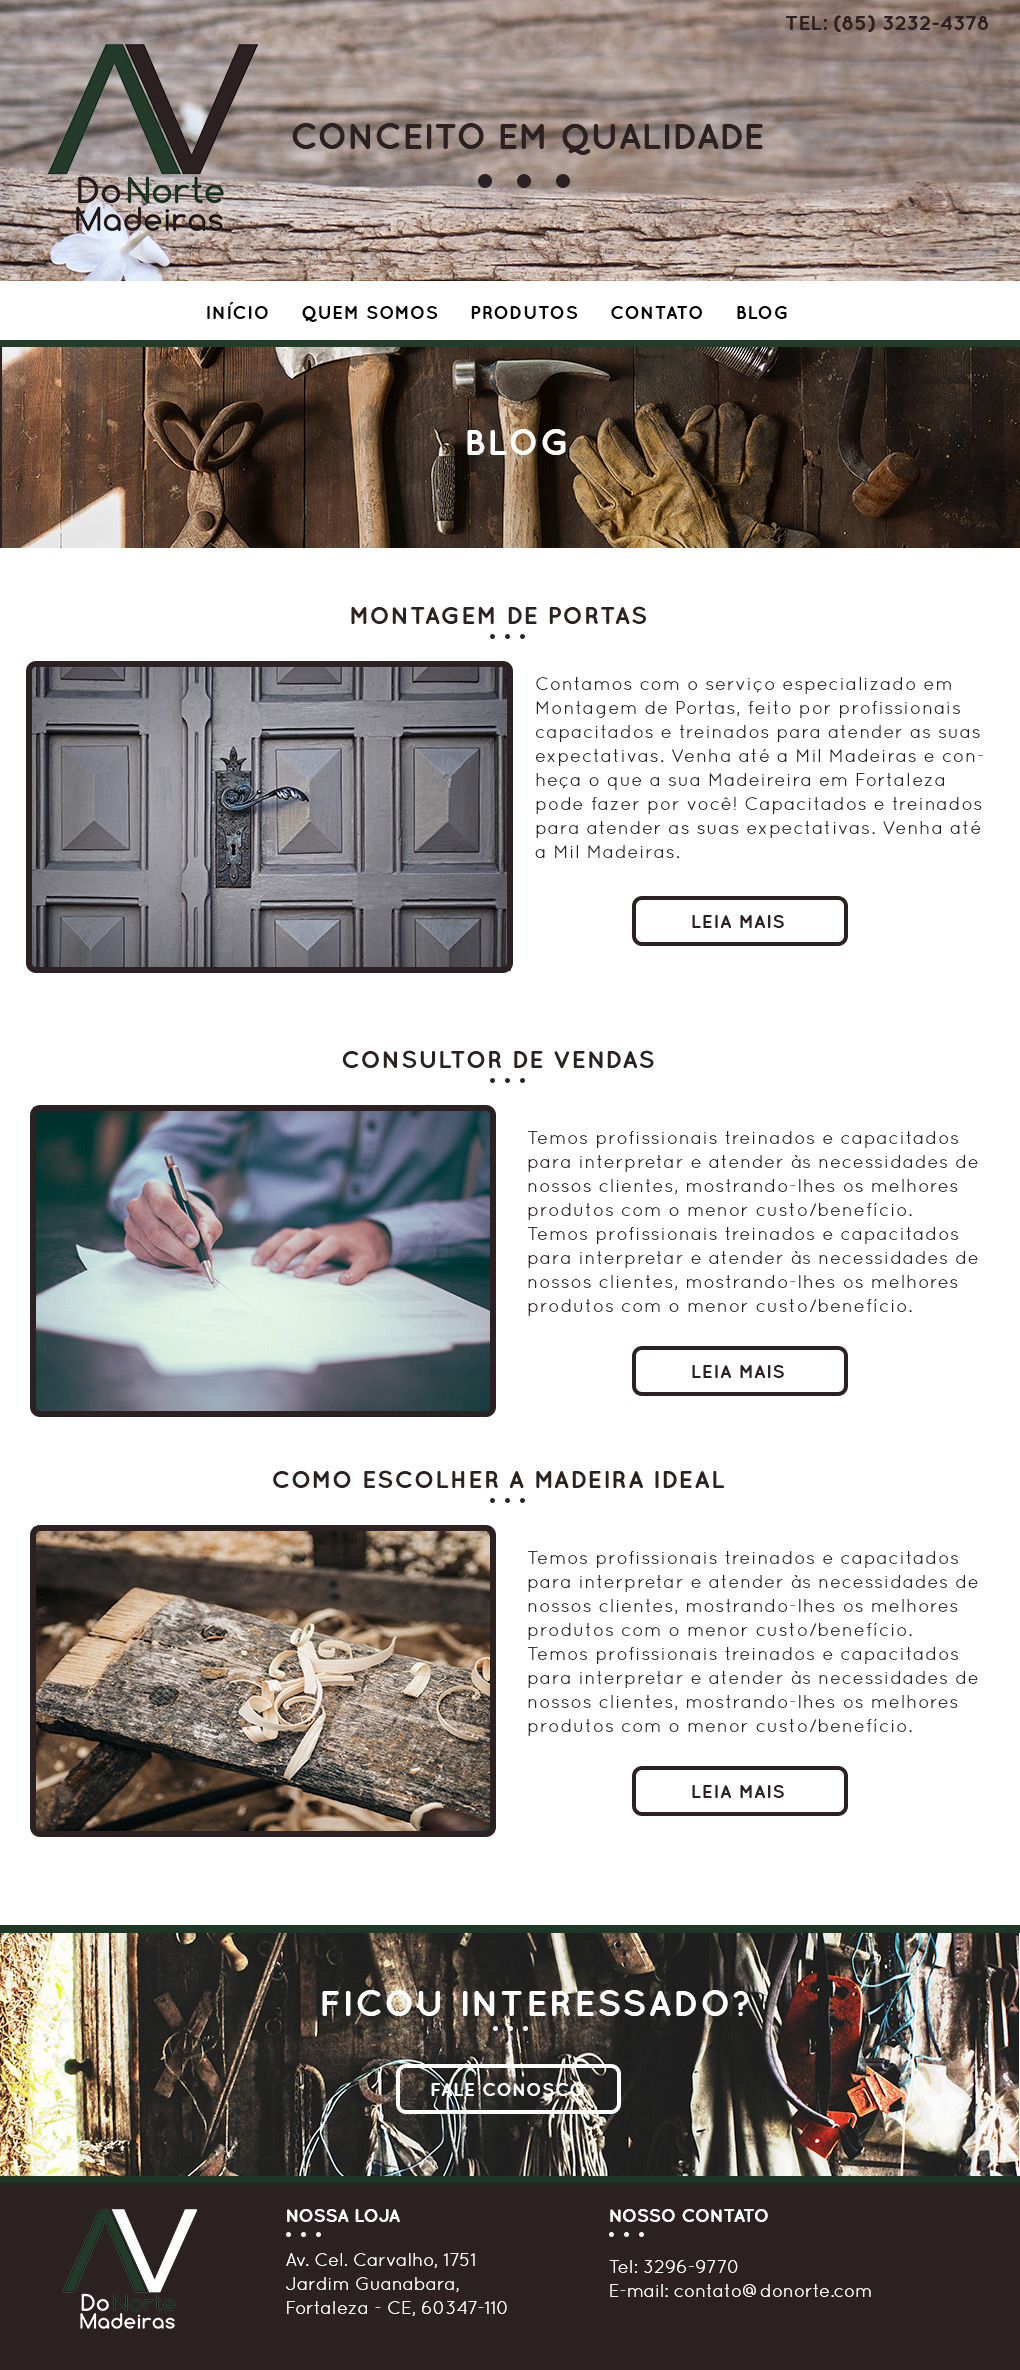 TEL: (85) 3232-4378
DoNorte
Madeiras
CONCEITO EM QUALIDADE
INÍCIO QUEM SOMOS PRODUTOS CONTATO BLOG
BLOG
MONTAGEM DE PORTAS
Contamos com o serviço especializado em
Montagem de Portas, feito por profissionais
capacitados e treinados para atender as suas
expectativas. Venha até a Mil Madeiras e con-
heça o que a sua Madeireira em Fortaleza
pode fazer por você! Capacitados e treinados
para atender as suas expectativas. Venha até
a Mil Madeiras.
LEIA MAIS
CONSULTOR DE VENDAS
Temos profissionais treinados e capacitados
para interpretar e atender às necessidades de
nossos clientes, mostrando-lhes os melhores
produtos com o menor custo/benefício.
Temos profissionais treinados e capacitados
para interpretar e atender às necessidades de
nossos clientes, mostrando-lhes os melhores
produtos com o menor custo/benefício.
LEIA MAIS
COMO ESCOLHER A MADEIRA IDEAL
Temos profissionais treinados e capacitados
para interpretar e atender às necessidades de
nossos clientes, mostrando-lhes os melhores
produtos com o menor custo/benefício.
Temos profissionais treinados e capacitados
para interpretar e atender às necessidades de
nossos clientes, mostrando-lhes os melhores
produtos com o menor custo/benefício.
LEIA MAIS
FICOU INTERESSADO?
FALE CONOSCO
DoNorte
Madeiras
NOSSA LOJA
Av. Cel. Carvalho, 1751
Jardim Guanabara,
Fortaleza - CE, 60347-110
NOSSO CONTATO
Tel: 3296-9770
E-mail: contato@donorte.com